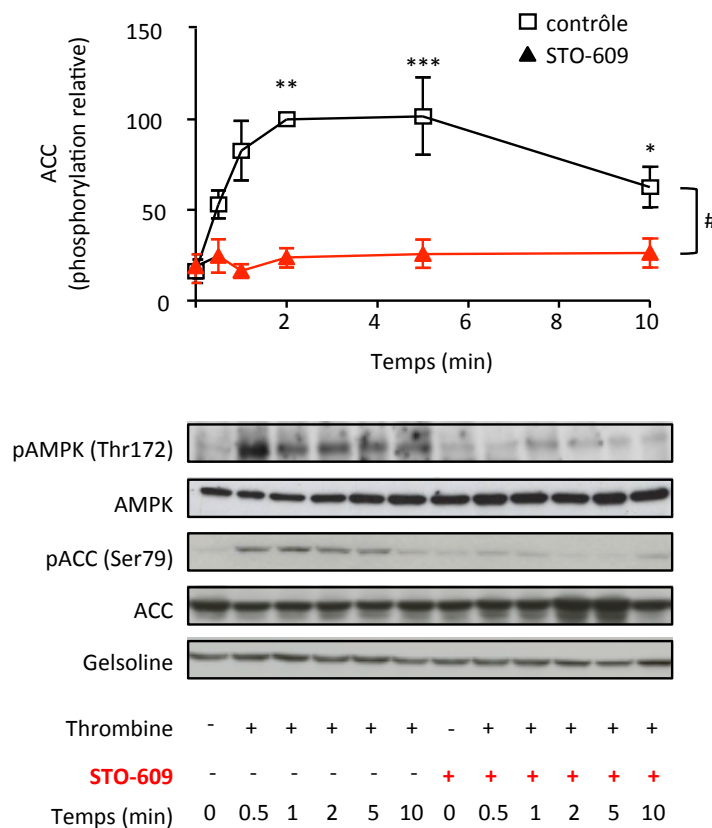 contrôle
STO-609
ACC
(phosphorylation relative)
150
100
50
0
** *** * #
2 4 6 8 10
Temps (min)
pAMPK (Thr172)
AMPK
pACC (Ser79)
ACC
Gelsoline
Thrombine - + + + + + - + + + + +
STO-609 - - - - - - + + + + + +
Temps (min) 0 0.5 1 2 5 10 0 0.5 1 2 5 10